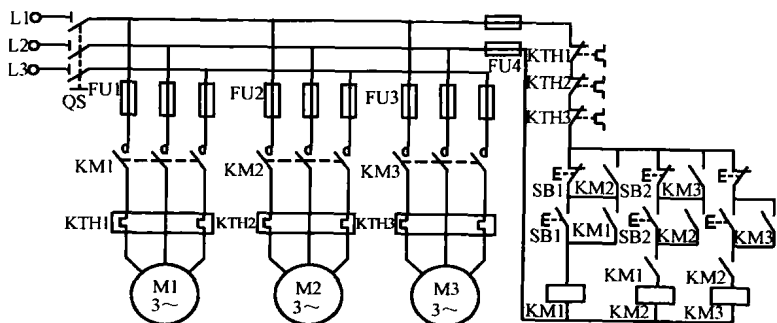 L1
L2
L3
QS
FU1
FU2
FU3
FU4
KTH1
KTH2
KTH3
KM1
KM2
KM3
KTH1
KTH2
KTH3
M1
3~
M2
3~
M3
3~
SB1
KM2
SB2
KM3
SB1
KM1
SB2
KM2
KM3
KM1
KM2
KM1
KM2
KM3